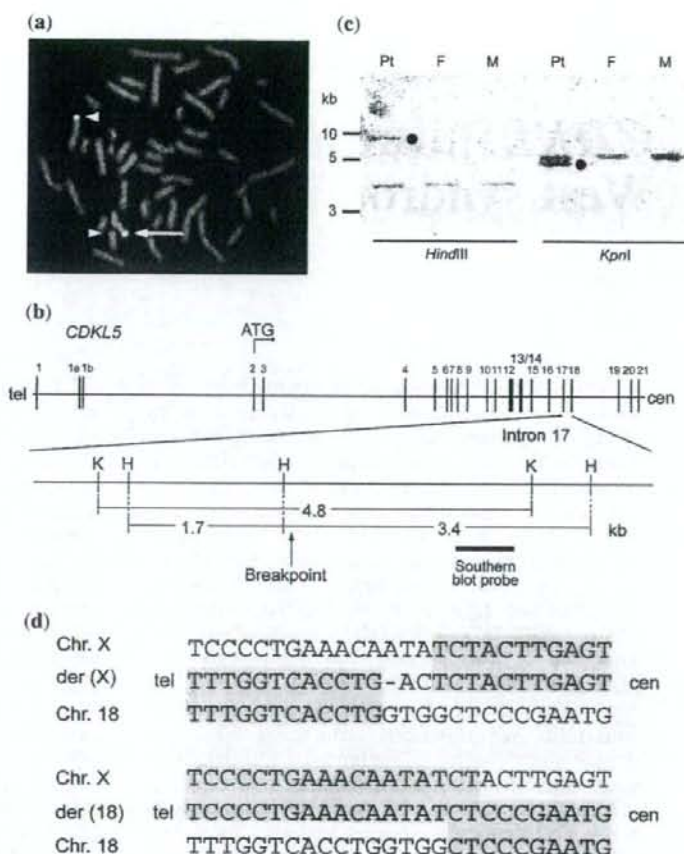 (a)
(c)
Pt F M Pt F M
kb
10
5
3
HindIII KpnI
(b)
CDKL5 ATG
13/14
1 1a 1b 2 3 4 5 6 7 8 9 10 11 12 15 16 17 18 19 20 21
tel cen
Intron 17
K H H K H
4.8
1.7 3.4 kb
Breakpoint
Southern
blot probe
(d)
Chr. X TCCCCTGAAACAATATCTACTTGAGT
der (X) tel TTTGGTCACCTG-ACTCTACTTGAGT cen
Chr. 18 TTTGGTCACCTGGTGGCTCCCGAATG
Chr. X TCCCCTGAAACAATATCTACTTGAGT
der (18) tel TCCCCTGAAACAATATCTCCCGAATG cen
Chr. 18 TTTGGTCACCTGGTGGCTCCCGAATG